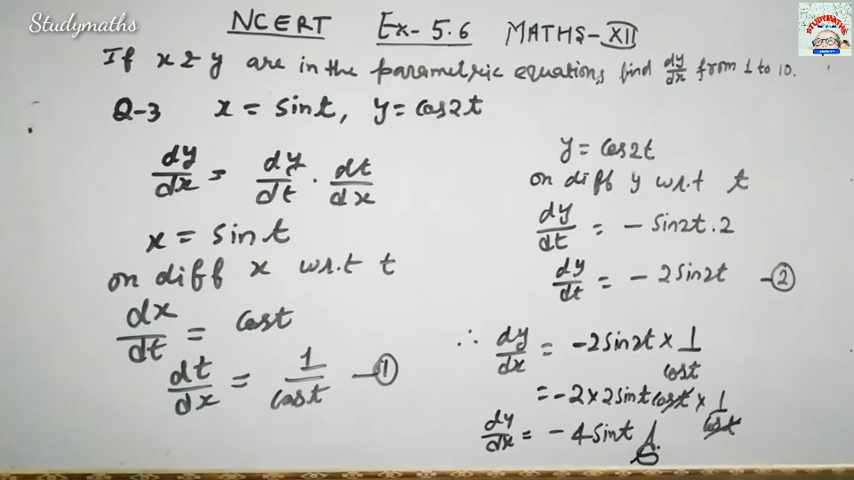 Studymaths
NCERT Ex-5.6 MATHS-XII
STUDYMATHS
If x & y are in the parametric equations, find dy/dx from 1 to 10.
Q-3 x = sint, y = cos2t
dy/dx = dy/dt · dt/dx
x = sint
on diff x w.r.t t
dx/dt = cost
dt/dx = 1/cost —①
y = cos2t
on diff y w.r.t t
dy/dt = - sin2t.2
dy/dt = - 2sin2t —②
∴ dy/dx = -2sin2t × 1/cost
= -2×2sint cost × 1/cost
dy/dx = - 4sint